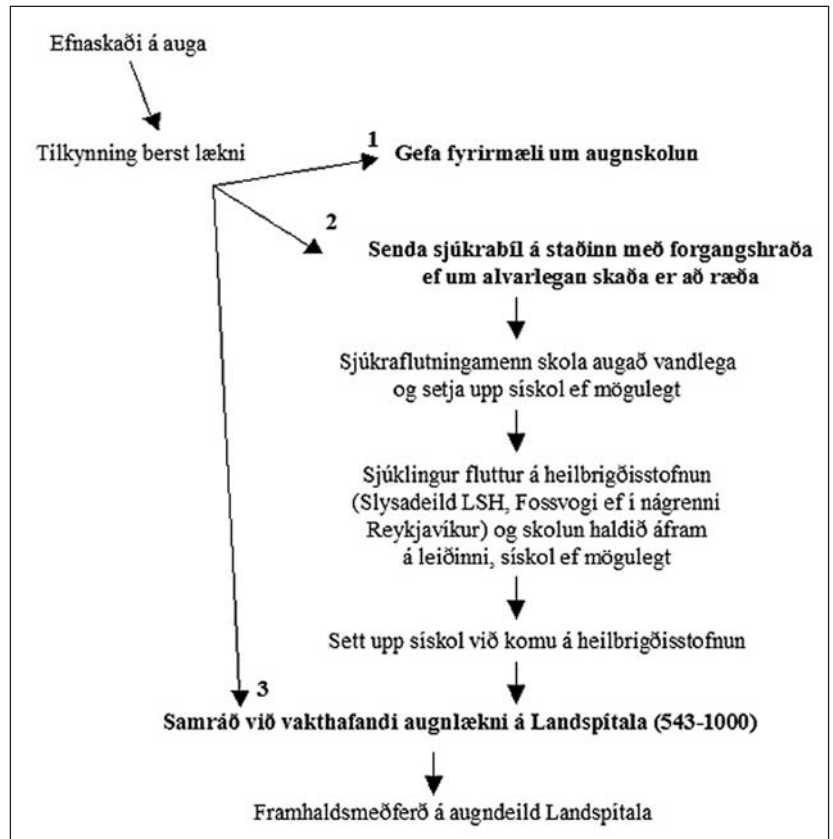 Efnaskaði á auga
Tilkynning berst lækni
1
Gefa fyrirmæli um augnskolun
2
Senda sjúkrabíl á staðinn með forgangshraða
ef um alvarlegan skaða er að ræða
Sjúkraflutningamenn skola augað vandlega
og setja upp sískol ef mögulegt
Sjúklingur fluttur á heilbrigðisstofnun
(Slysadeild LSH, Fossvogi ef í nágrenni
Reykjavíkur) og skolun haldið áfram
á leiðinni, sískol ef mögulegt
Sett upp sískol við komu á heilbrigðisstofnun
3
Samráð við vakthafandi augnlækni á Landspítala (543-1000)
Framhaldsmeðferð á augndeild Landspítala